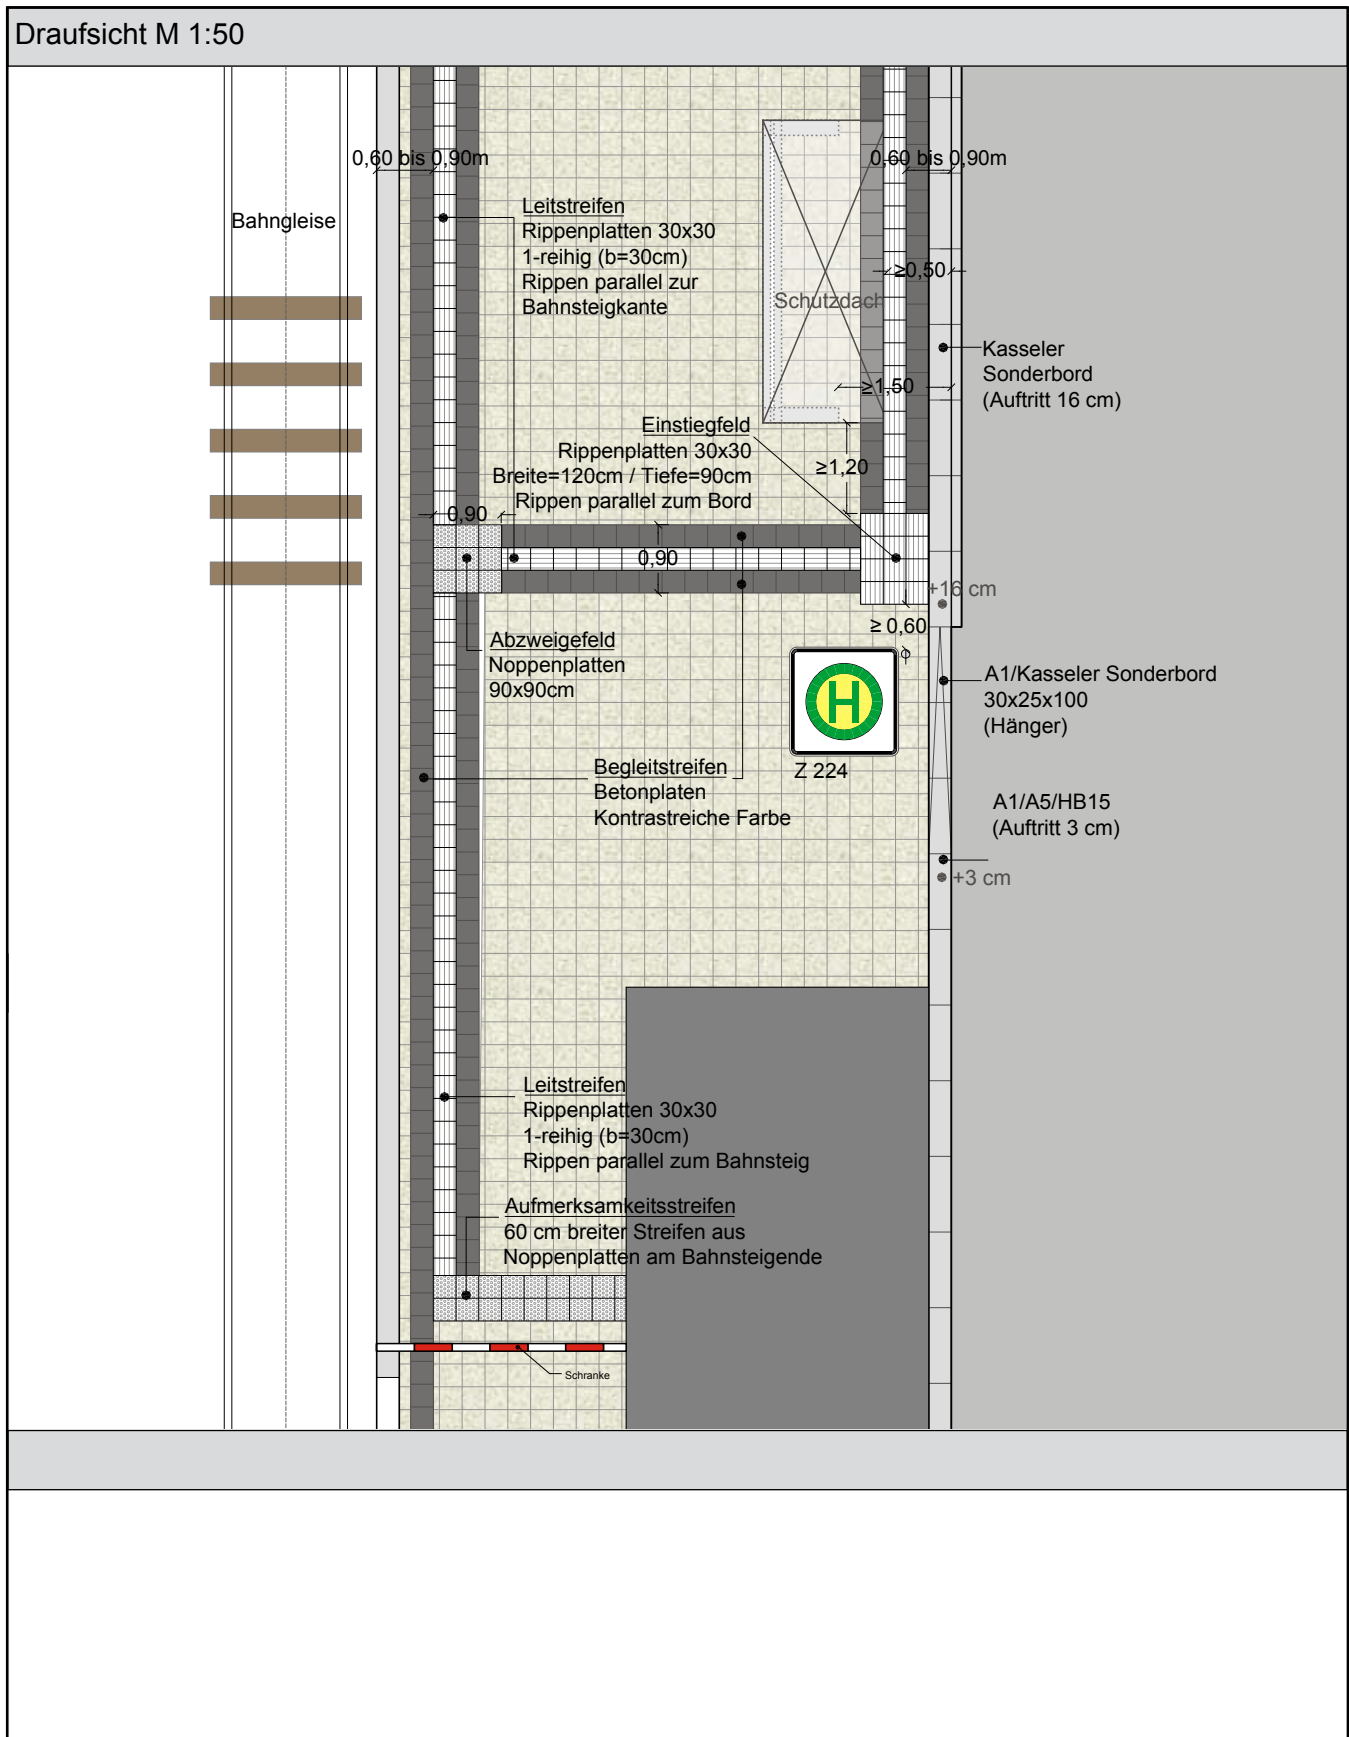 Draufsicht M 1:50
0,60 bis 0,90m
0,60 bis 0,90m
Bahngleise
Leitstreifen
Rippenplatten 30x30
1-reihig (b=30cm)
Rippen parallel zur
Bahnsteigkante
≥0,50
Schutzdach
Kasseler
Sonderbord
(Auftritt 16 cm)
≥1,50
Einstiegfeld
Rippenplatten 30x30
Breite=120cm / Tiefe=90cm
Rippen parallel zum Bord
≥1,20
0,90
0,90
+16 cm
≥ 0,60
Abzweigefeld
Noppenplatten
90x90cm
H
Z 224
A1/Kasseler Sonderbord
30x25x100
(Hänger)
Begleitstreifen
Betonplaten
Kontrastreiche Farbe
A1/A5/HB15
(Auftritt 3 cm)
+3 cm
Leitstreifen
Rippenplatten 30x30
1-reihig (b=30cm)
Rippen parallel zum Bahnsteig
Aufmerksamkeitsstreifen
60 cm breiter Streifen aus
Noppenplatten am Bahnsteigende
Schranke